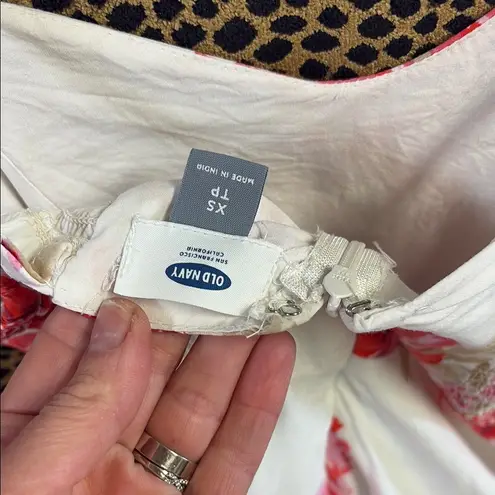 OLD NAVY
SAN FRANCISCO
CALIFORNIA
XS
TP
MADE IN INDIA